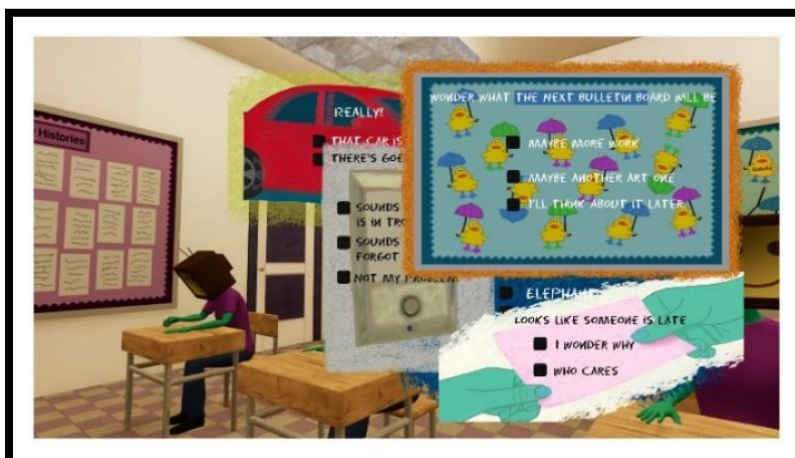 Histories
REALLY!
THAT CAR IS
THERE'S GOE
SOUNDS
IS IN TRO
SOUNDS
FORGOT
NOT MY PROBLEM
WONDER WHAT THE NEXT BULLETIN BOARD WILL BE
MAYBE MORE WORK
MAYBE ANOTHER ART ONE
I'LL THINK ABOUT IT LATER
ELEPHANT
LOOKS LIKE SOMEONE IS LATE
I WONDER WHY
WHO CARES